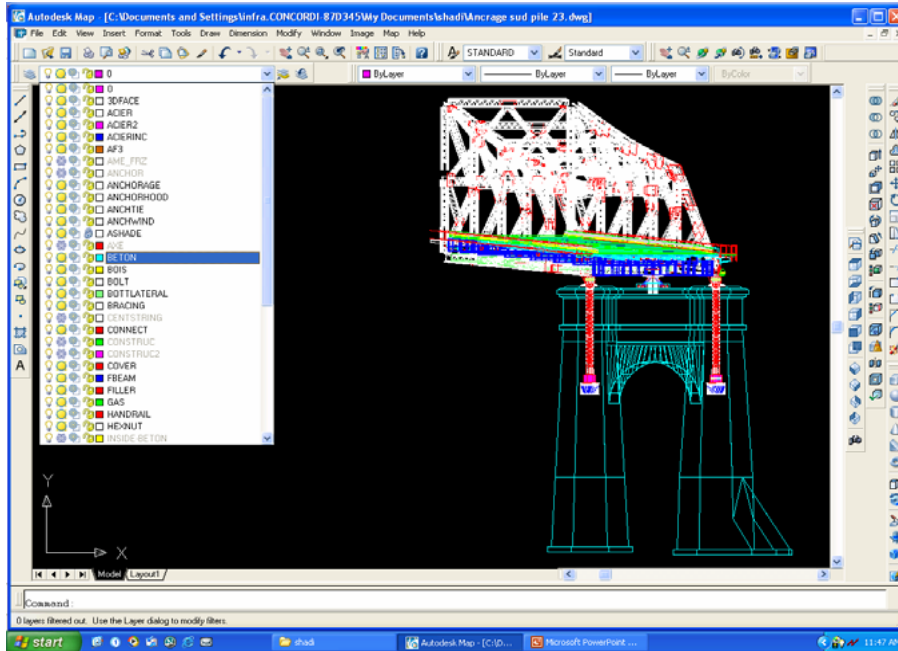 Autodesk Map - [C:\Documents and Settings\infra.CONCORDI-87D345\My Documents\shadi\Ancrage sud pile 23.dwg]
File Edit View Insert Format Tools Draw Dimension Modify Window Image Map Help
STANDARD Standard
0 ByLayer ByLayer ByLayer ByColor
0
3DFACE
ACIER
ACIER2
ACIERINC
AF3
AME_FRZ
ANCHOR
ANCHORAGE
ANCHORHOOD
ANCHTIE
ANCHWIND
ASHADE
AXE
BETON
BOIS
BOLT
BOTTLATERAL
BRACING
CENTSTRING
CONNECT
CONSTRUC
CONSTRUC2
COVER
FBEAM
FILLER
GAS
HANDRAIL
HEXNUT
INSIDE-BETON
Y
X
Model Layout1
Command:
0 layers filtered out. Use the Layer dialog to modify filters.
start shadi Autodesk Map - [C:\D... Microsoft PowerPoint ... 11:47 AM